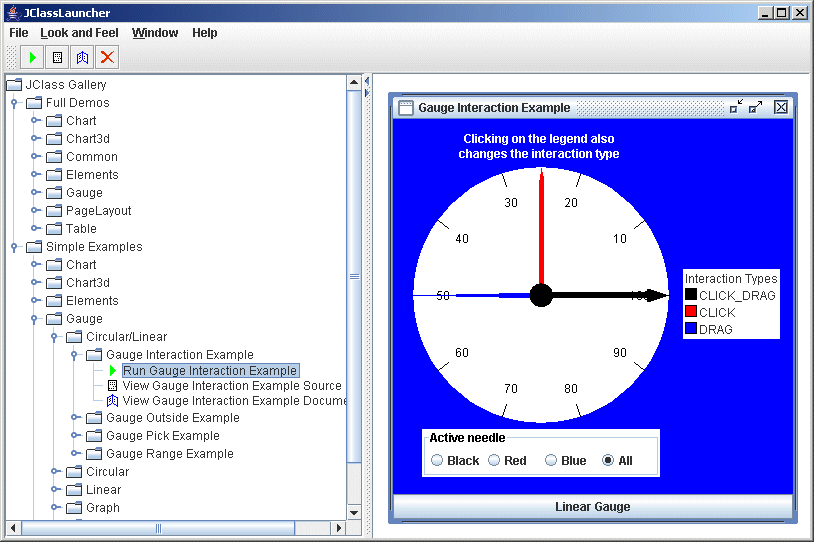 JClassLauncher
File Look and Feel Window Help
JClass Gallery
Full Demos
Chart
Chart3d
Common
Elements
Gauge
PageLayout
Table
Simple Examples
Chart
Chart3d
Elements
Gauge
Circular/Linear
Gauge Interaction Example
Run Gauge Interaction Example
View Gauge Interaction Example Source
View Gauge Interaction Example Docume
Gauge Outside Example
Gauge Pick Example
Gauge Range Example
Circular
Linear
Graph
Gauge Interaction Example
Clicking on the legend also
changes the interaction type
30 20
40 10
50
60 90
70 80
Interaction Types
CLICK_DRAG
CLICK
DRAG
Active needle
Black Red Blue All
Linear Gauge